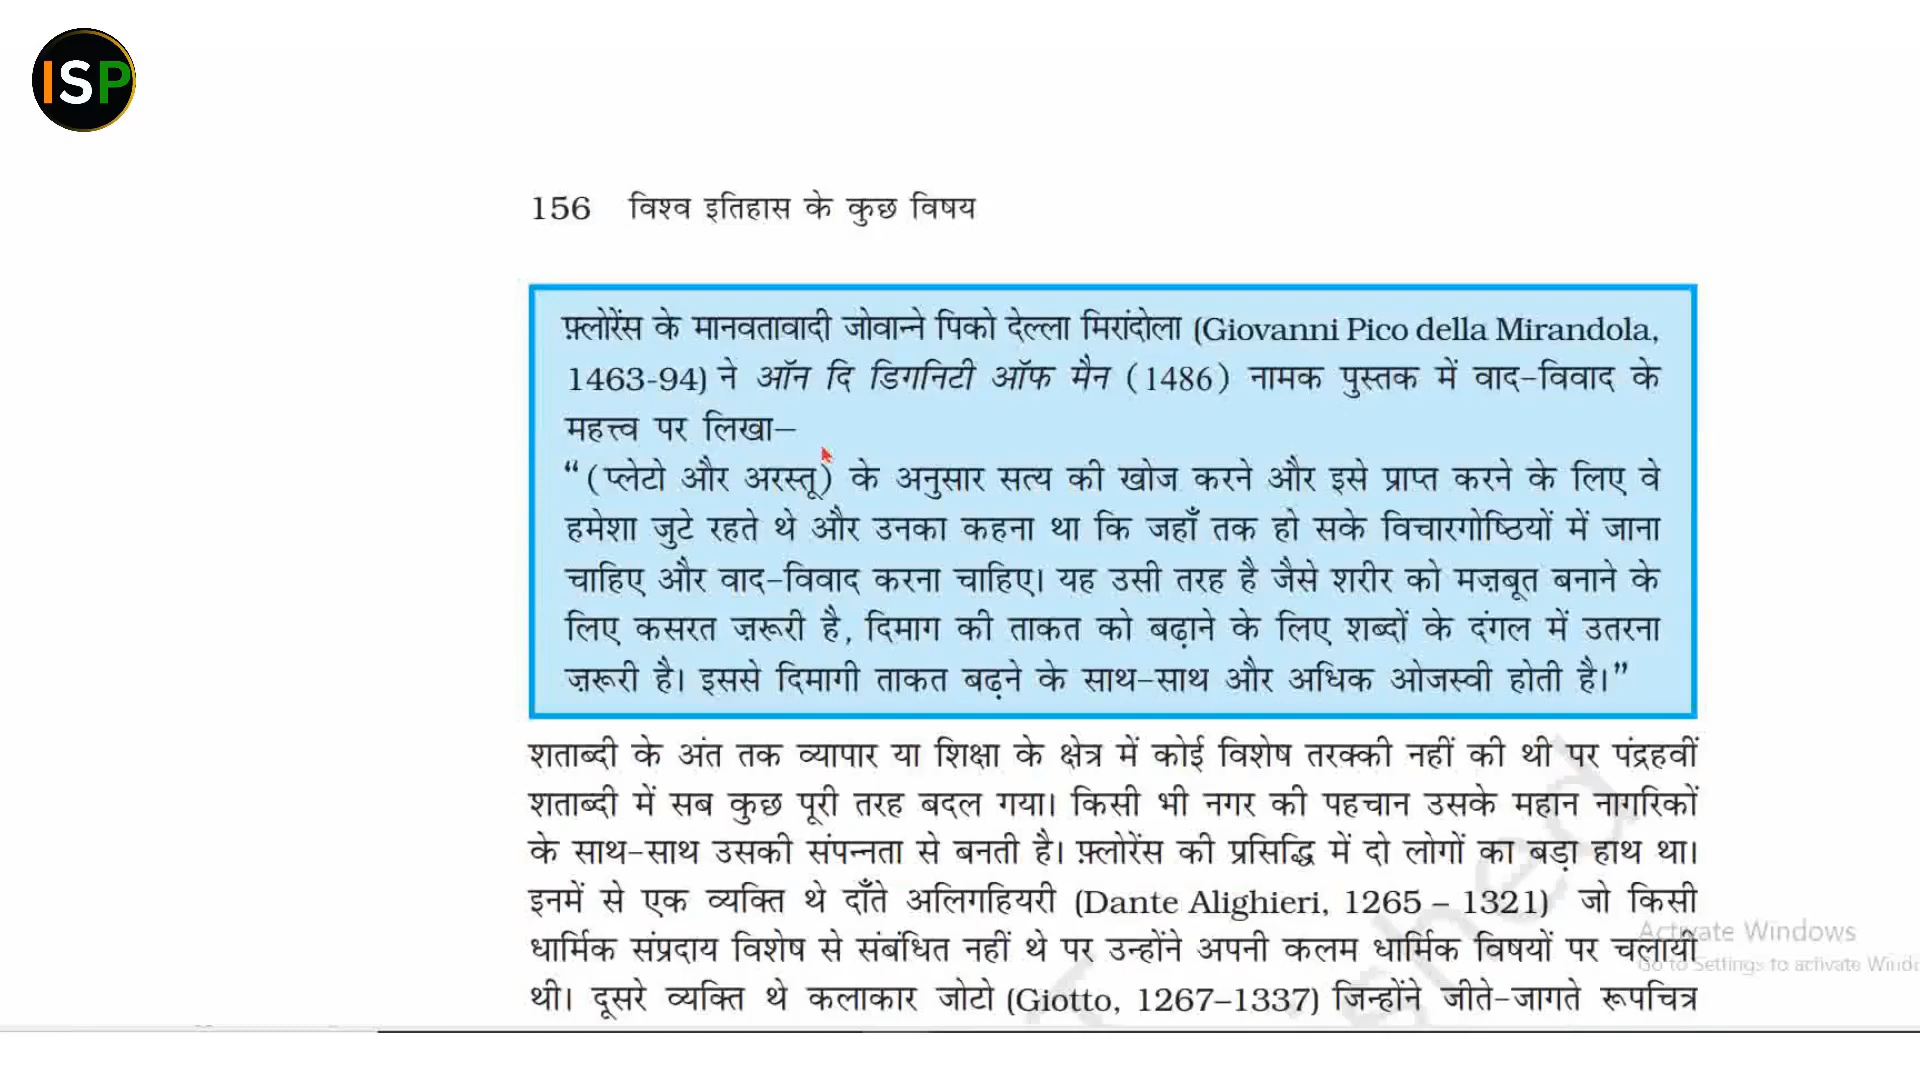 ISP
156 विश्व इतिहास के कुछ विषय
फ़्लोरेंस के मानवतावादी जोवान्ने पिको देल्ला मिरांदोला (Giovanni Pico della Mirandola,
1463-94) ने ऑन दि डिगनिटी ऑफ मैन (1486) नामक पुस्तक में वाद-विवाद के
महत्त्व पर लिखा–
“(प्लेटो और अरस्तू) के अनुसार सत्य की खोज करने और इसे प्राप्त करने के लिए वे
हमेशा जुटे रहते थे और उनका कहना था कि जहाँ तक हो सके विचारगोष्ठियों में जाना
चाहिए और वाद-विवाद करना चाहिए। यह उसी तरह है जैसे शरीर को मज़बूत बनाने के
लिए कसरत ज़रूरी है, दिमाग की ताकत को बढ़ाने के लिए शब्दों के दंगल में उतरना
ज़रूरी है। इससे दिमागी ताकत बढ़ने के साथ-साथ और अधिक ओजस्वी होती है।”
शताब्दी के अंत तक व्यापार या शिक्षा के क्षेत्र में कोई विशेष तरक्की नहीं की थी पर पंद्रहवीं
शताब्दी में सब कुछ पूरी तरह बदल गया। किसी भी नगर की पहचान उसके महान नागरिकों
के साथ-साथ उसकी संपन्नता से बनती है। फ़्लोरेंस की प्रसिद्धि में दो लोगों का बड़ा हाथ था।
इनमें से एक व्यक्ति थे दाँते अलिगहियरी (Dante Alighieri, 1265 – 1321) जो किसी
धार्मिक संप्रदाय विशेष से संबंधित नहीं थे पर उन्होंने अपनी कलम धार्मिक विषयों पर चलायी
थी। दूसरे व्यक्ति थे कलाकार जोटो (Giotto, 1267–1337) जिन्होंने जीते-जागते रूपचित्र
Activate Windows
Go to Settings to activate